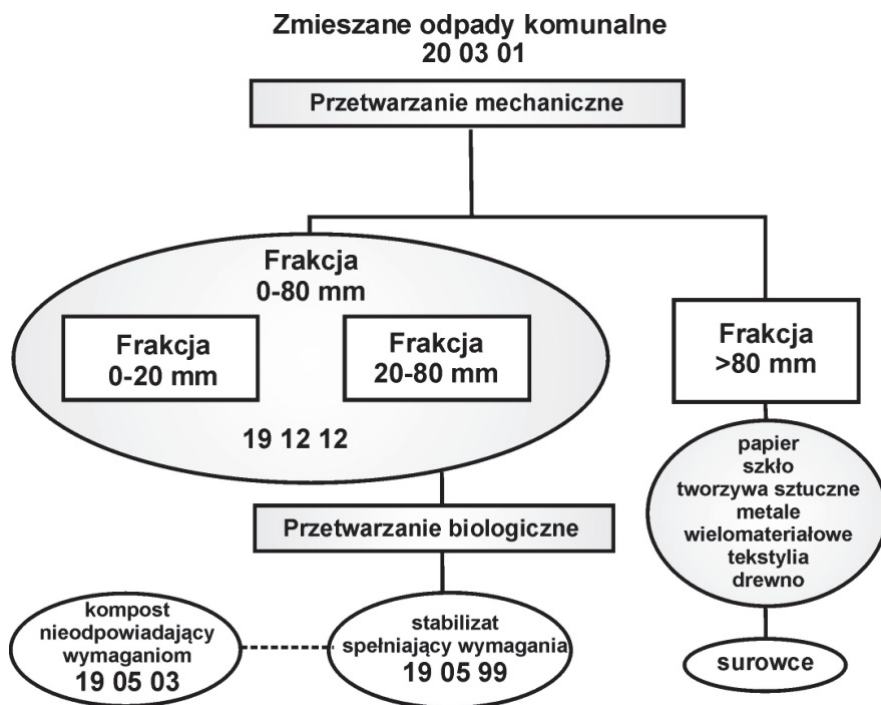 Zmieszane odpady komunalne
20 03 01
Przetwarzanie mechaniczne
Frakcja
0-80 mm
Frakcja
0-20 mm
Frakcja
20-80 mm
19 12 12
Frakcja
>80 mm
papier
szkło
tworzywa sztuczne
metale
wielomateriałowe
tekstylia
drewno
Przetwarzanie biologiczne
kompost
nieodpowiadający
wymaganiom
19 05 03
stabilizat
spełniający wymagania
19 05 99
surowce